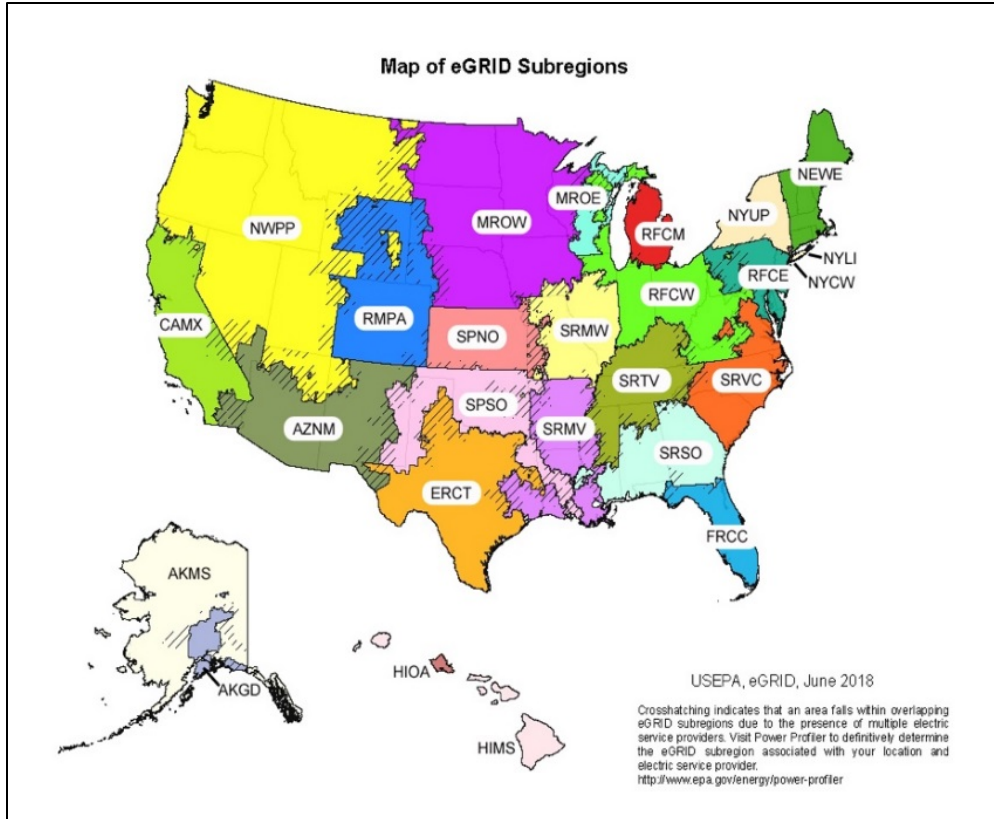 Map of eGRID Subregions
NEWE
MROE
NYUP
NWPP
MROW
RFCM
NYLI
RFCE
NYCW
RFCW
CAMX
RMPA
SPNO
SRMW
SRTV
SRVC
SPSO
AZNM
SRMV
SRSO
ERCT
FRCC
AKMS
HIOA
AKGD
HIMS
USEPA, eGRID, June 2018
Crosshatching indicates that an area falls within overlapping
eGRID subregions due to the presence of multiple electric
service providers. Visit Power Profiler to definitively determine
the eGRID subregion associated with your location and
electric service provider.
http://www.epa.gov/energy/power-profiler